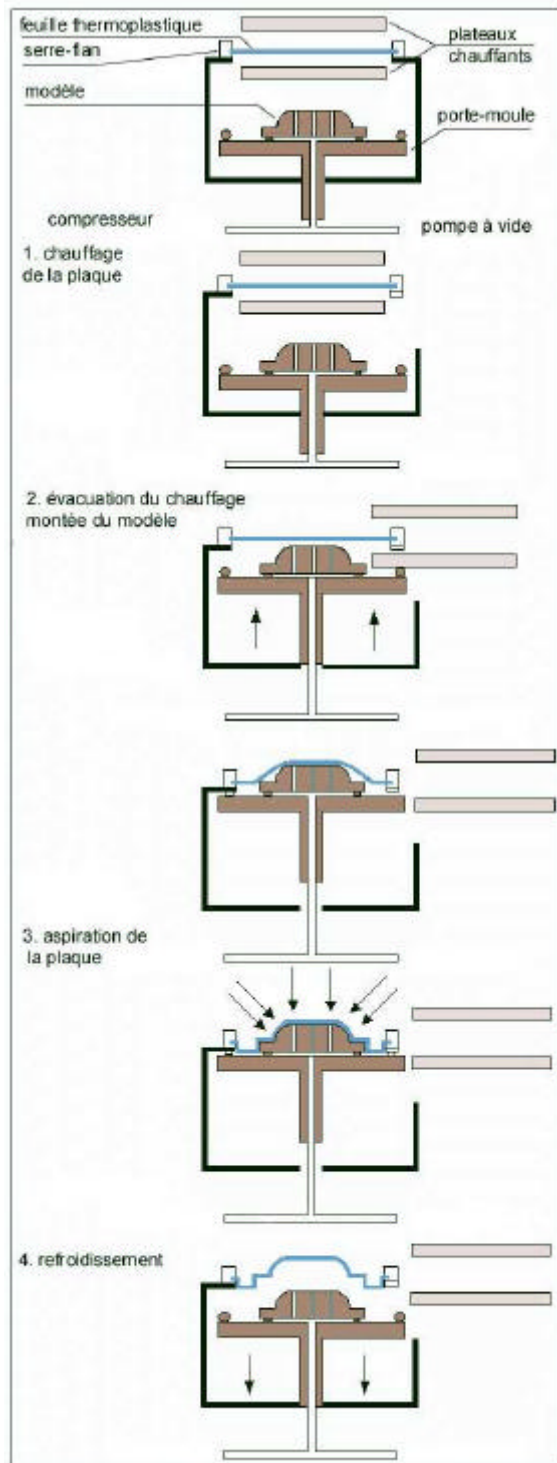 feuille thermoplastique
serre-flan
plateaux
chauffants
modèle
porte-moule
compresseur
pompe à vide
1. chauffage
de la plaque
2. évacuation du chauffage
montée du modèle
3. aspiration de
la plaque
4. refroidissement